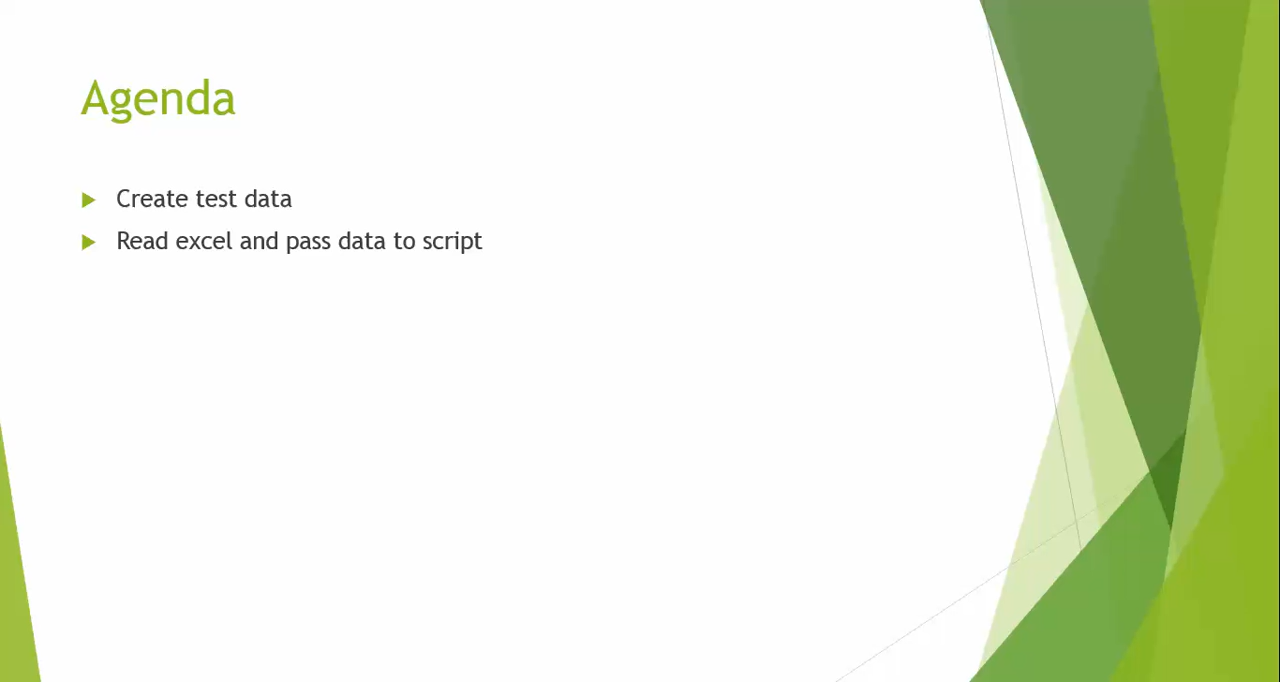 Agenda
Create test data
Read excel and pass data to script